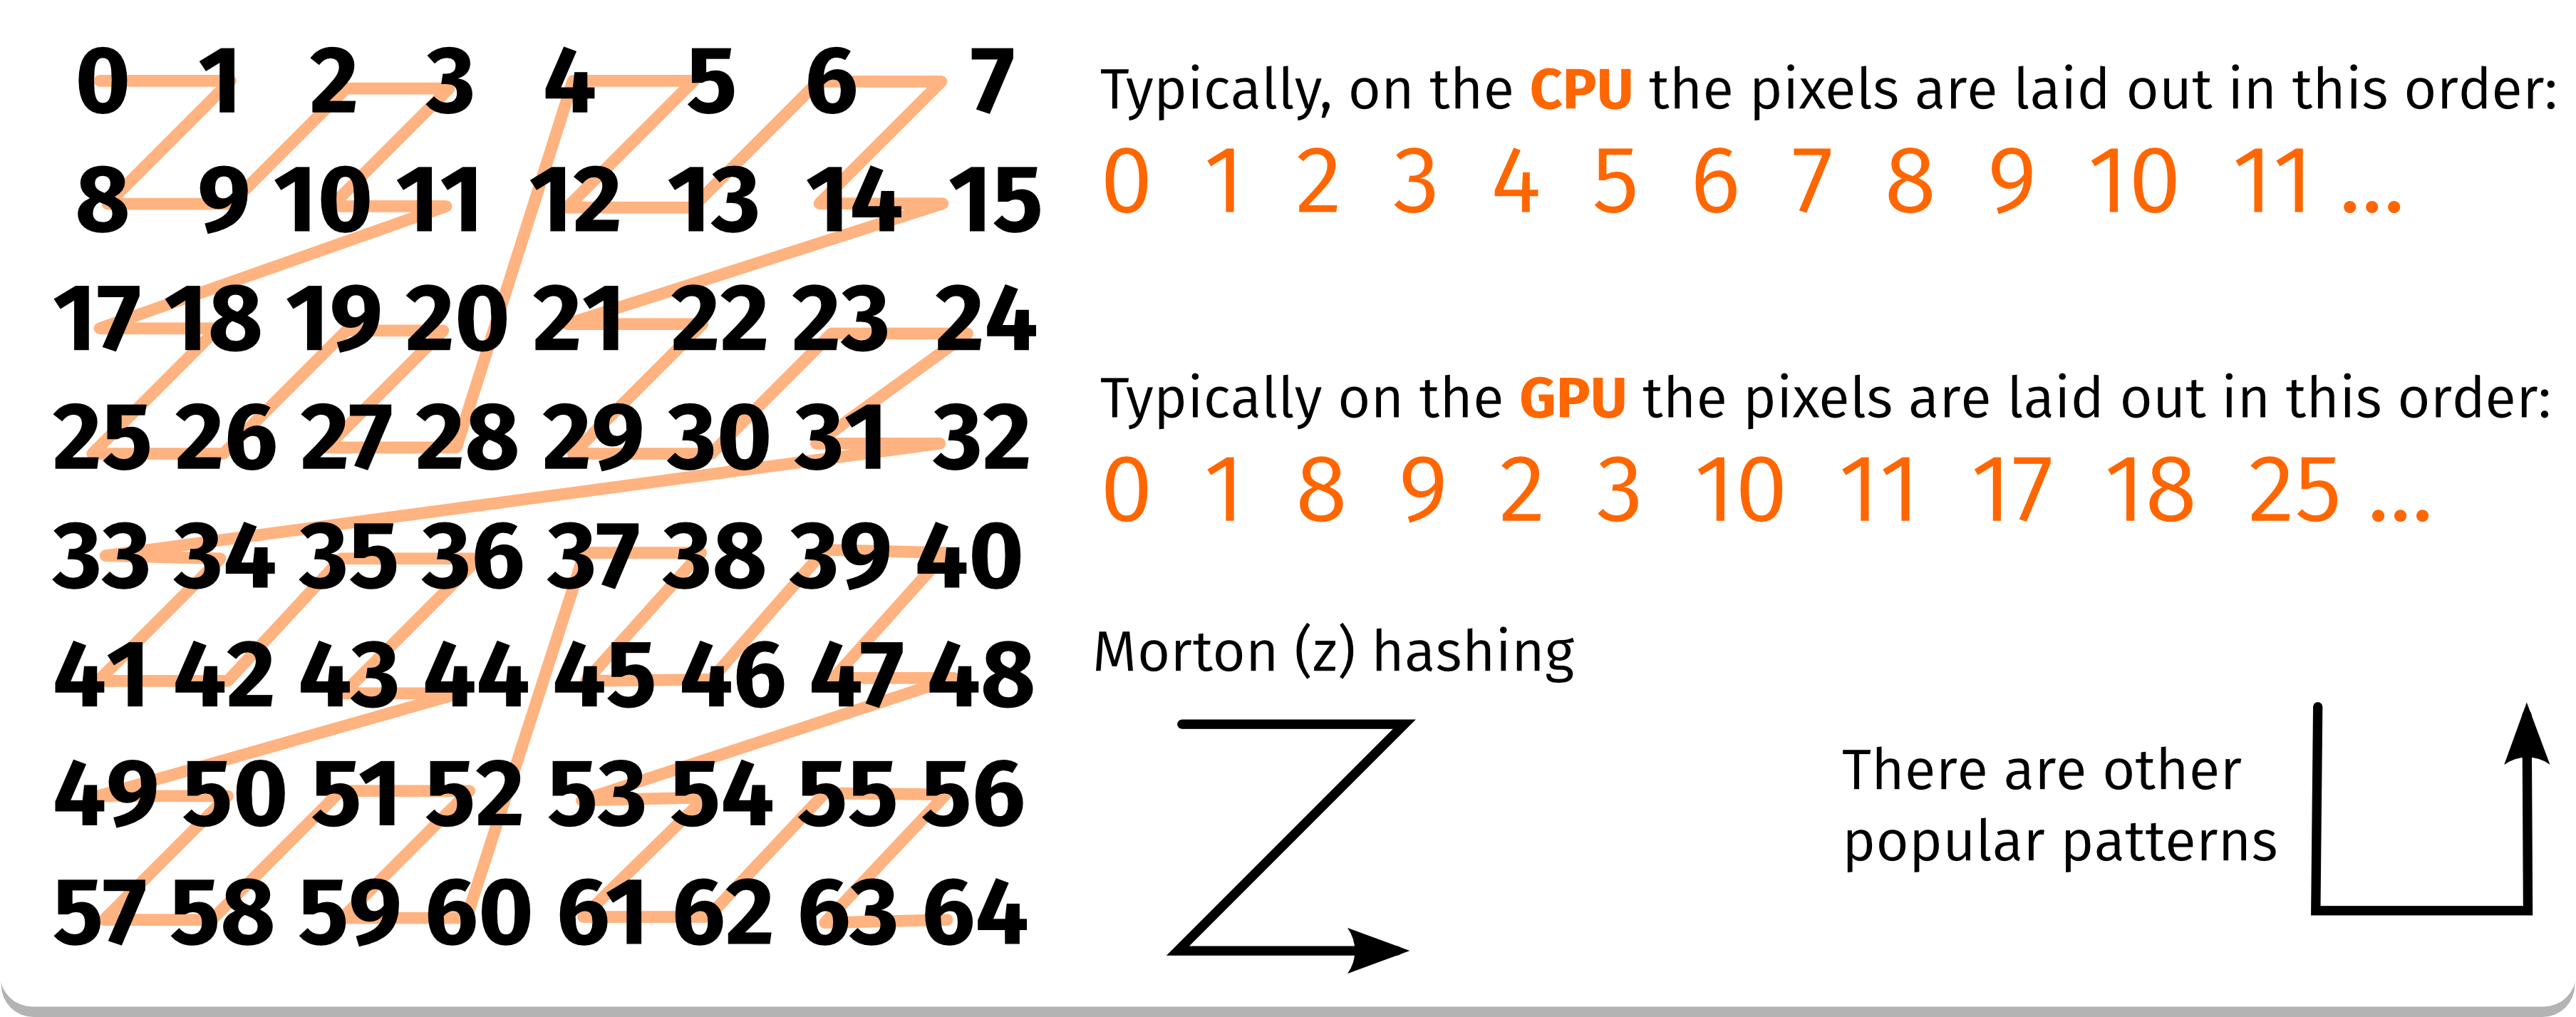 0 1 2 3 4 5 6 7
8 9 10 11 12 13 14 15
17 18 19 20 21 22 23 24
25 26 27 28 29 30 31 32
33 34 35 36 37 38 39 40
41 42 43 44 45 46 47 48
49 50 51 52 53 54 55 56
57 58 59 60 61 62 63 64
Typically, on the CPU the pixels are laid out in this order:
0 1 2 3 4 5 6 7 8 9 10 11 ...
Typically on the GPU the pixels are laid out in this order:
0 1 8 9 2 3 10 11 17 18 25 ...
Morton (z) hashing
There are other
popular patterns